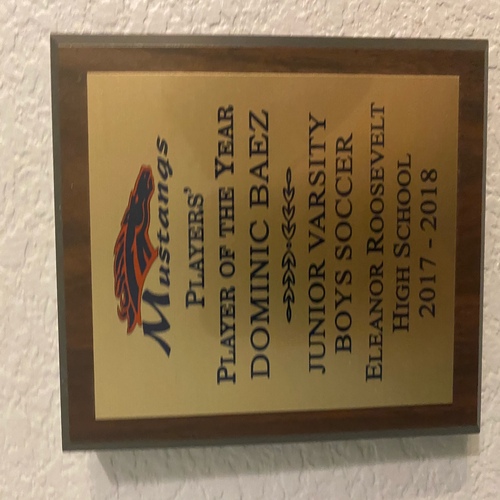 Mustangs
Players'
Player of the Year
DOMINIC BAEZ
JUNIOR VARSITY
BOYS SOCCER
Eleanor Roosevelt
High School
2017 - 2018